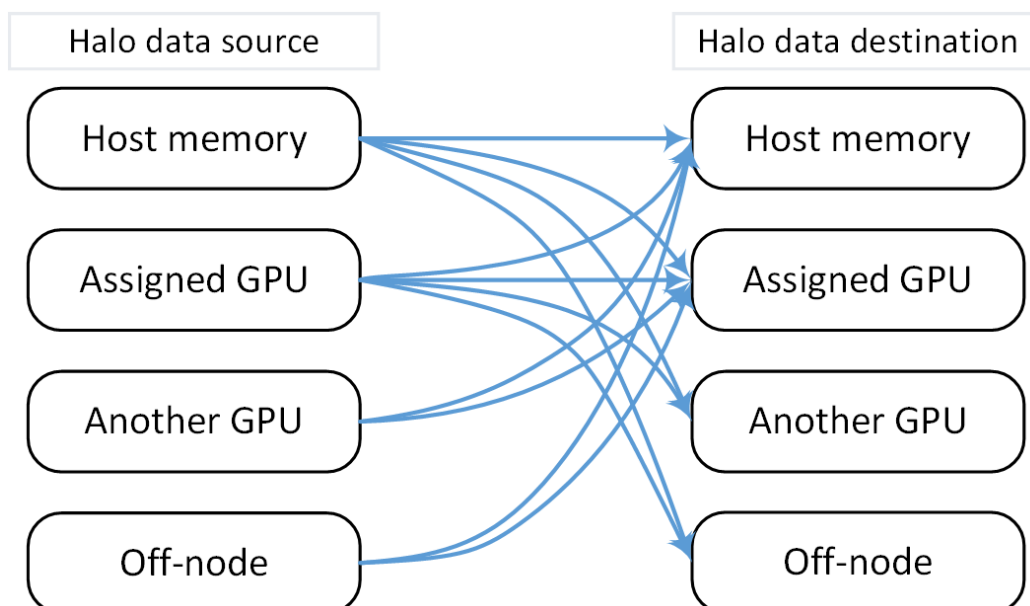 Halo data source
Halo data destination
Host memory
Host memory
Assigned GPU
Assigned GPU
Another GPU
Another GPU
Off-node
Off-node